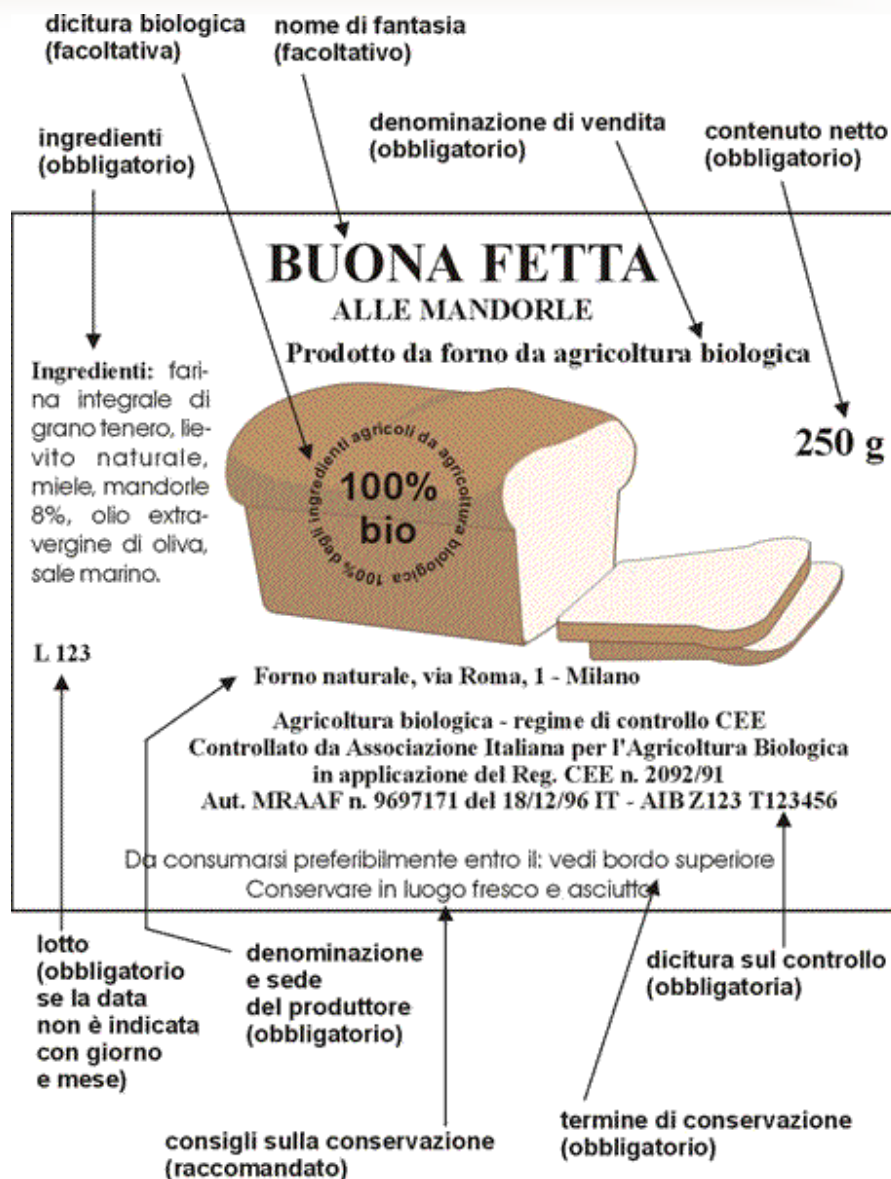 dicitura biologica
(facoltativa)
nome di fantasia
(facoltativo)
ingredienti
(obbligatorio)
denominazione di vendita
(obbligatorio)
contenuto netto
(obbligatorio)
BUONA FETTA
ALLE MANDORLE
Prodotto da forno da agricoltura biologica
Ingredienti: fari-
na integrale di
grano tenero, lie-
vito naturale,
miele, mandorle
8%, olio extra-
vergine di oliva,
sale marino.
100% degli ingredienti agricoli da agricoltura biologica
100%
bio
250 g
L 123
Forno naturale, via Roma, 1 - Milano
Agricoltura biologica - regime di controllo CEE
Controllato da Associazione Italiana per l'Agricoltura Biologica
in applicazione del Reg. CEE n. 2092/91
Aut. MRAAF n. 9697171 del 18/12/96 IT - AIB Z123 T123456
Da consumarsi preferibilmente entro il: vedi bordo superiore
Conservare in luogo fresco e asciutto
lotto
(obbligatorio
se la data
non è indicata
con giorno
e mese)
denominazione
e sede
del produttore
(obbligatorio)
dicitura sul controllo
(obbligatoria)
consigli sulla conservazione
(raccomandato)
termine di conservazione
(obbligatorio)